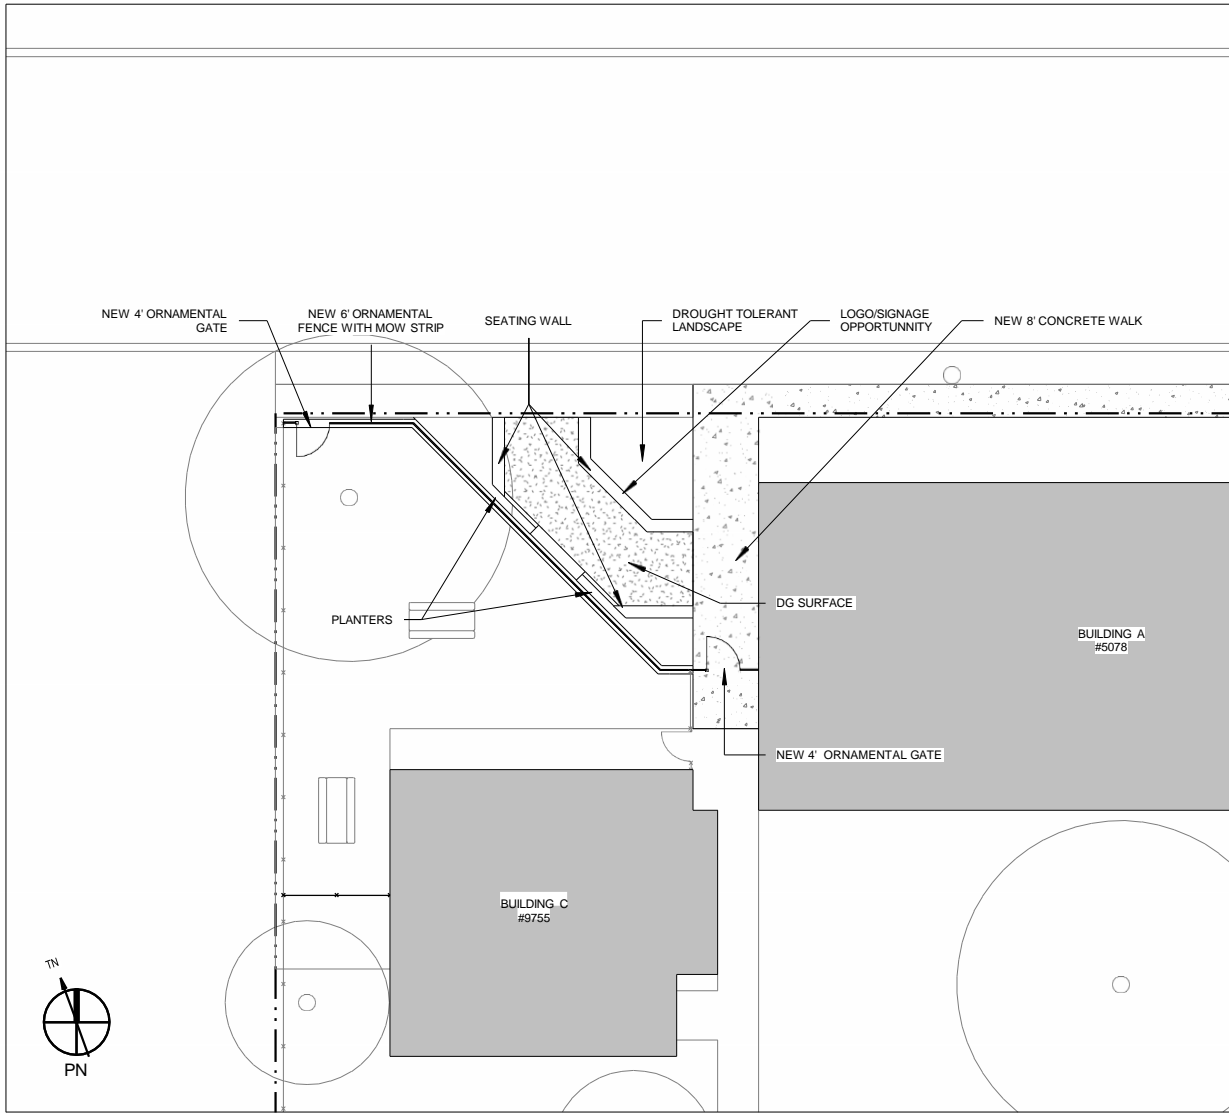 NEW 4' ORNAMENTAL
GATE
NEW 6' ORNAMENTAL
FENCE WITH MOW STRIP
SEATING WALL
DROUGHT TOLERANT
LANDSCAPE
LOGO/SIGNAGE
OPPORTUNNITY
NEW 8' CONCRETE WALK
PLANTERS
DG SURFACE
BUILDING A
#5078
NEW 4' ORNAMENTAL GATE
BUILDING C
#9755
TN
PN